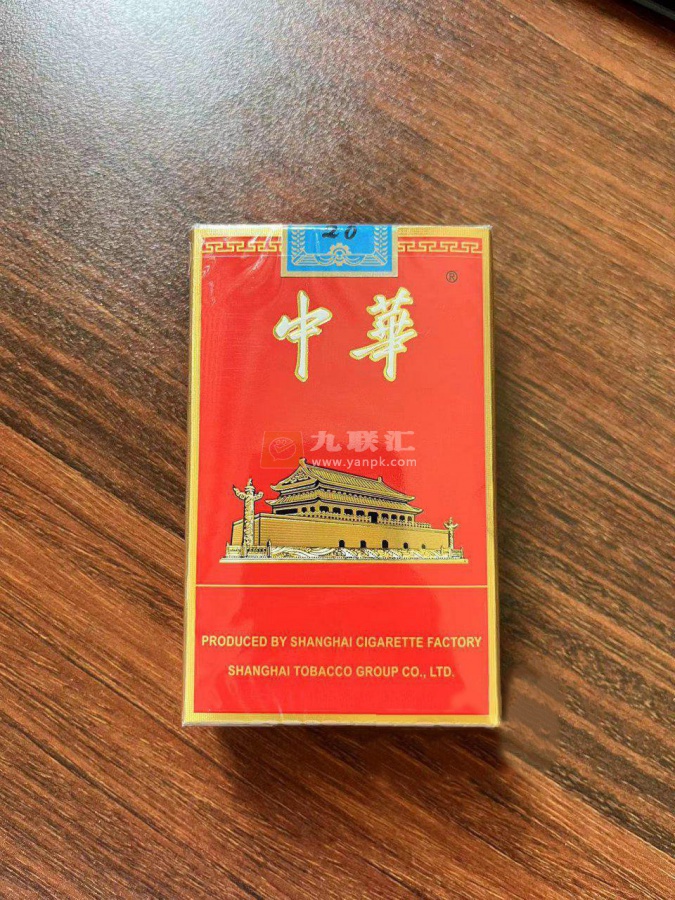 20
®
中華
九联汇
www.yanpk.com
PRODUCED BY SHANGHAI CIGARETTE FACTORY
SHANGHAI TOBACCO GROUP CO., LTD.